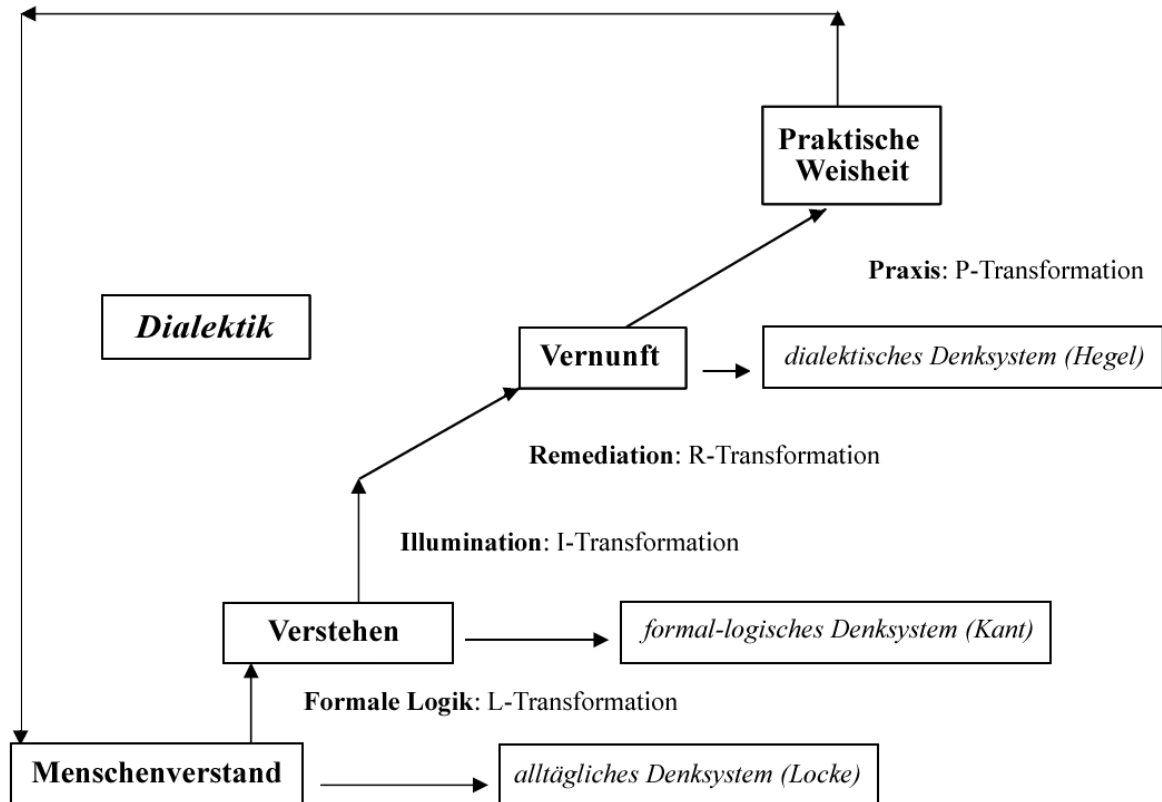 Praktische
Weisheit
Praxis: P-Transformation
Dialektik
Vernunft
dialektisches Denksystem (Hegel)
Remediation: R-Transformation
Illumination: I-Transformation
Verstehen
formal-logisches Denksystem (Kant)
Formale Logik: L-Transformation
Menschenverstand
alltägliches Denksystem (Locke)